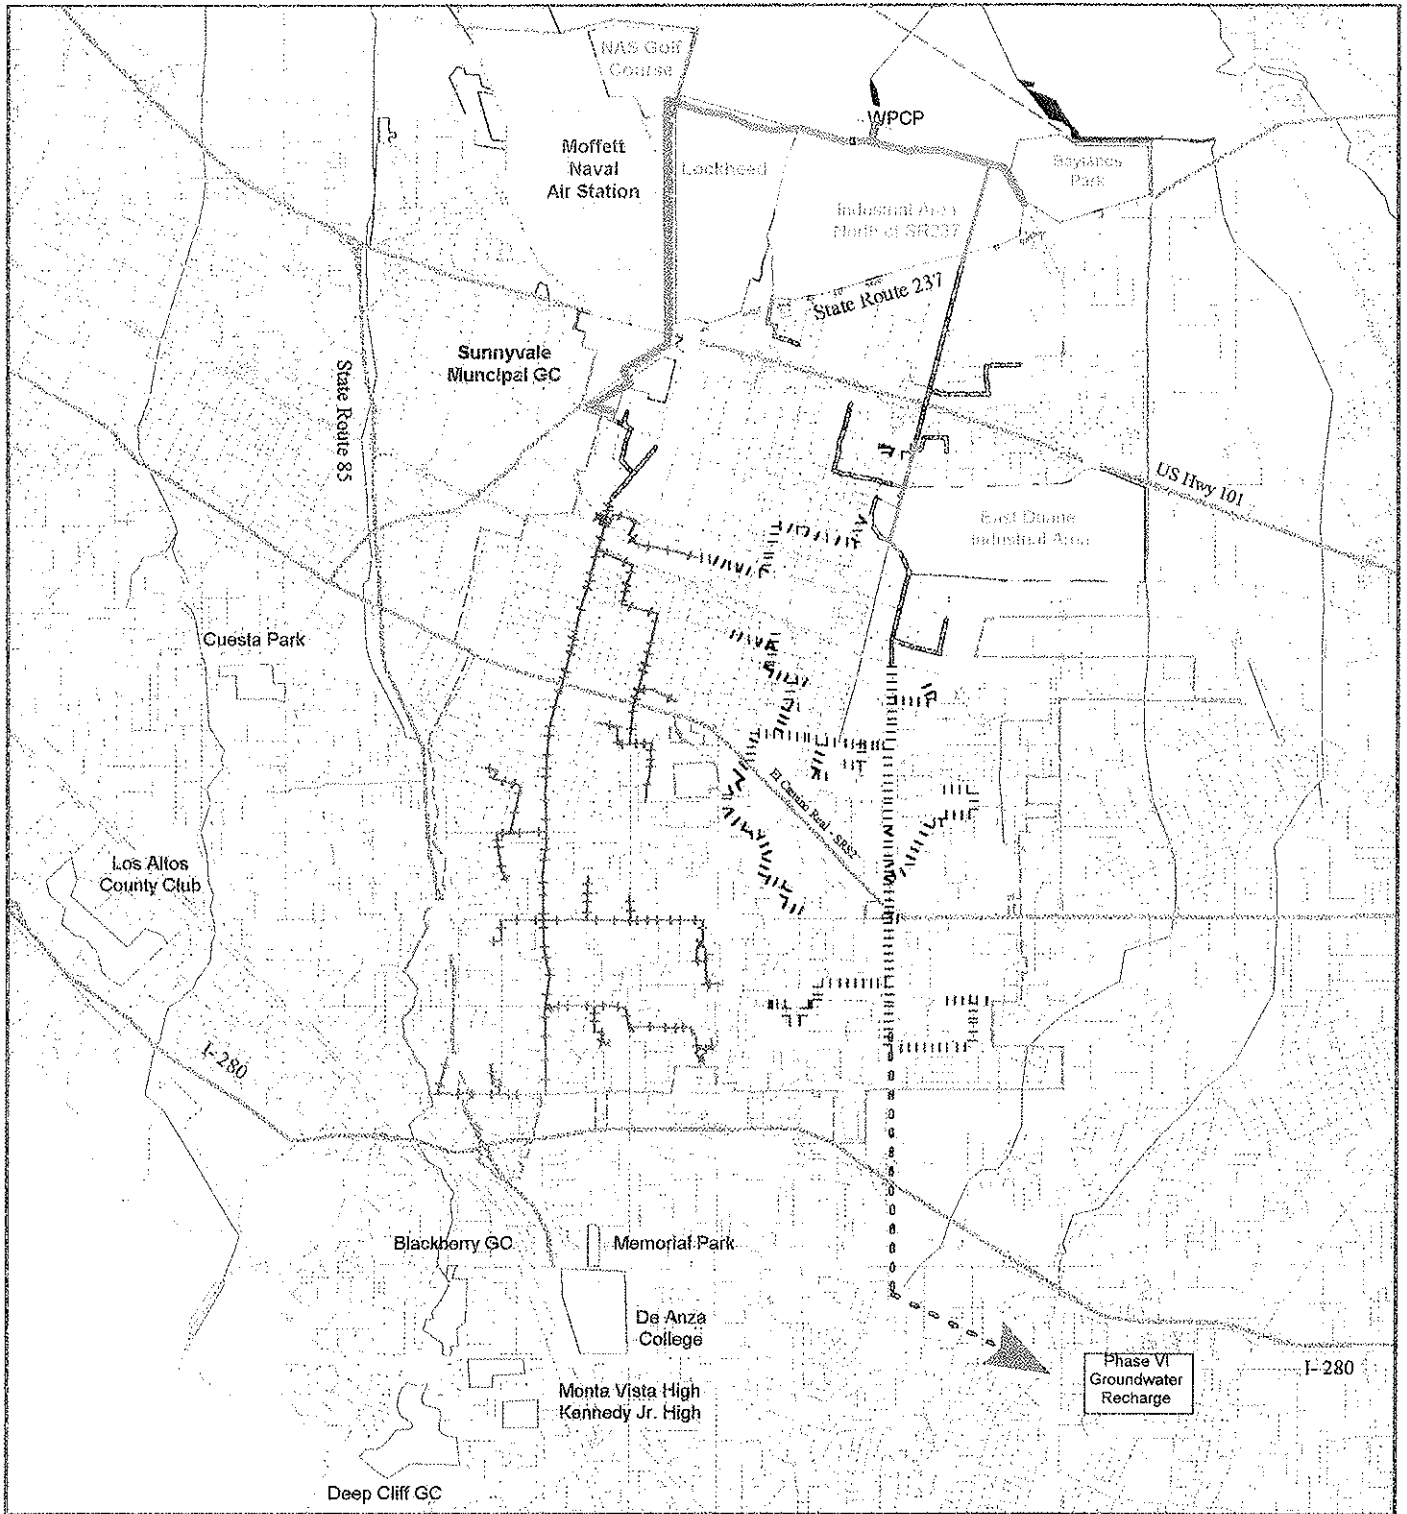 NAS Golf
Course
WPCP
Moffett
Naval
Air Station
Lockheed
Baylands
Park
Industrial Area
North of SR237
State Route 237
Sunnyvale
Muncipal GC
State Route 85
US Hwy 101
East Duane
Industrial Area
Cuesta Park
El Camino Real - SR82
Los Altos
County Club
I-280
Blackberry GC
Memorial Park
De Anza
College
Phase VI
Groundwater
Recharge
I-280
Monta Vista High
Kennedy Jr. High
Deep Cliff GC